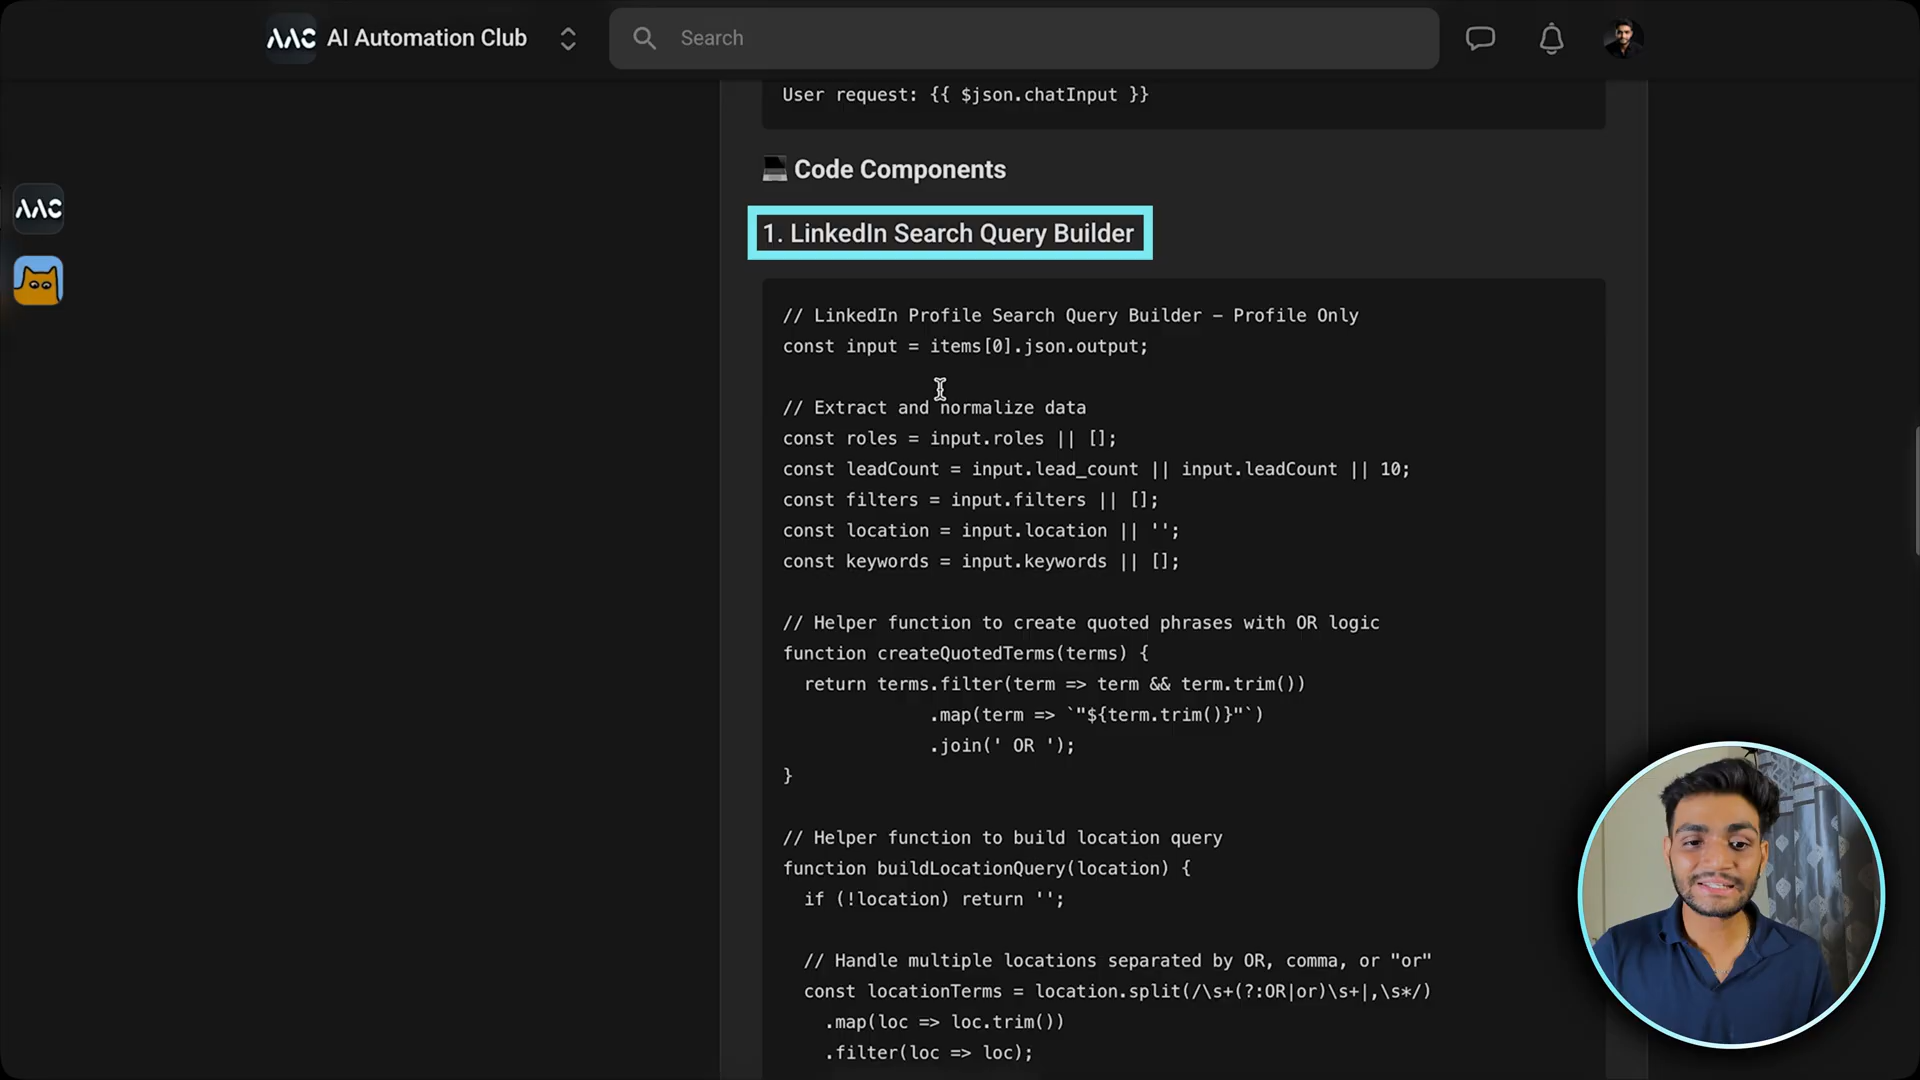 AAC AI Automation Club
Search
User request: {{ $json.chatInput }}
💻 Code Components
1. LinkedIn Search Query Builder
AAC
// LinkedIn Profile Search Query Builder – Profile Only
const input = items[0].json.output;
// Extract and normalize data
const roles = input.roles || [];
const leadCount = input.lead_count || input.leadCount || 10;
const filters = input.filters || [];
const location = input.location || '';
const keywords = input.keywords || [];
// Helper function to create quoted phrases with OR logic
function createQuotedTerms(terms) {
  return terms.filter(term => term && term.trim())
              .map(term => `"${term.trim()}"`)
              .join(' OR ');
}
// Helper function to build location query
function buildLocationQuery(location) {
  if (!location) return '';
  // Handle multiple locations separated by OR, comma, or "or"
  const locationTerms = location.split(/\s+(?:OR|or)\s+|,\s*/)
    .map(loc => loc.trim())
    .filter(loc => loc);